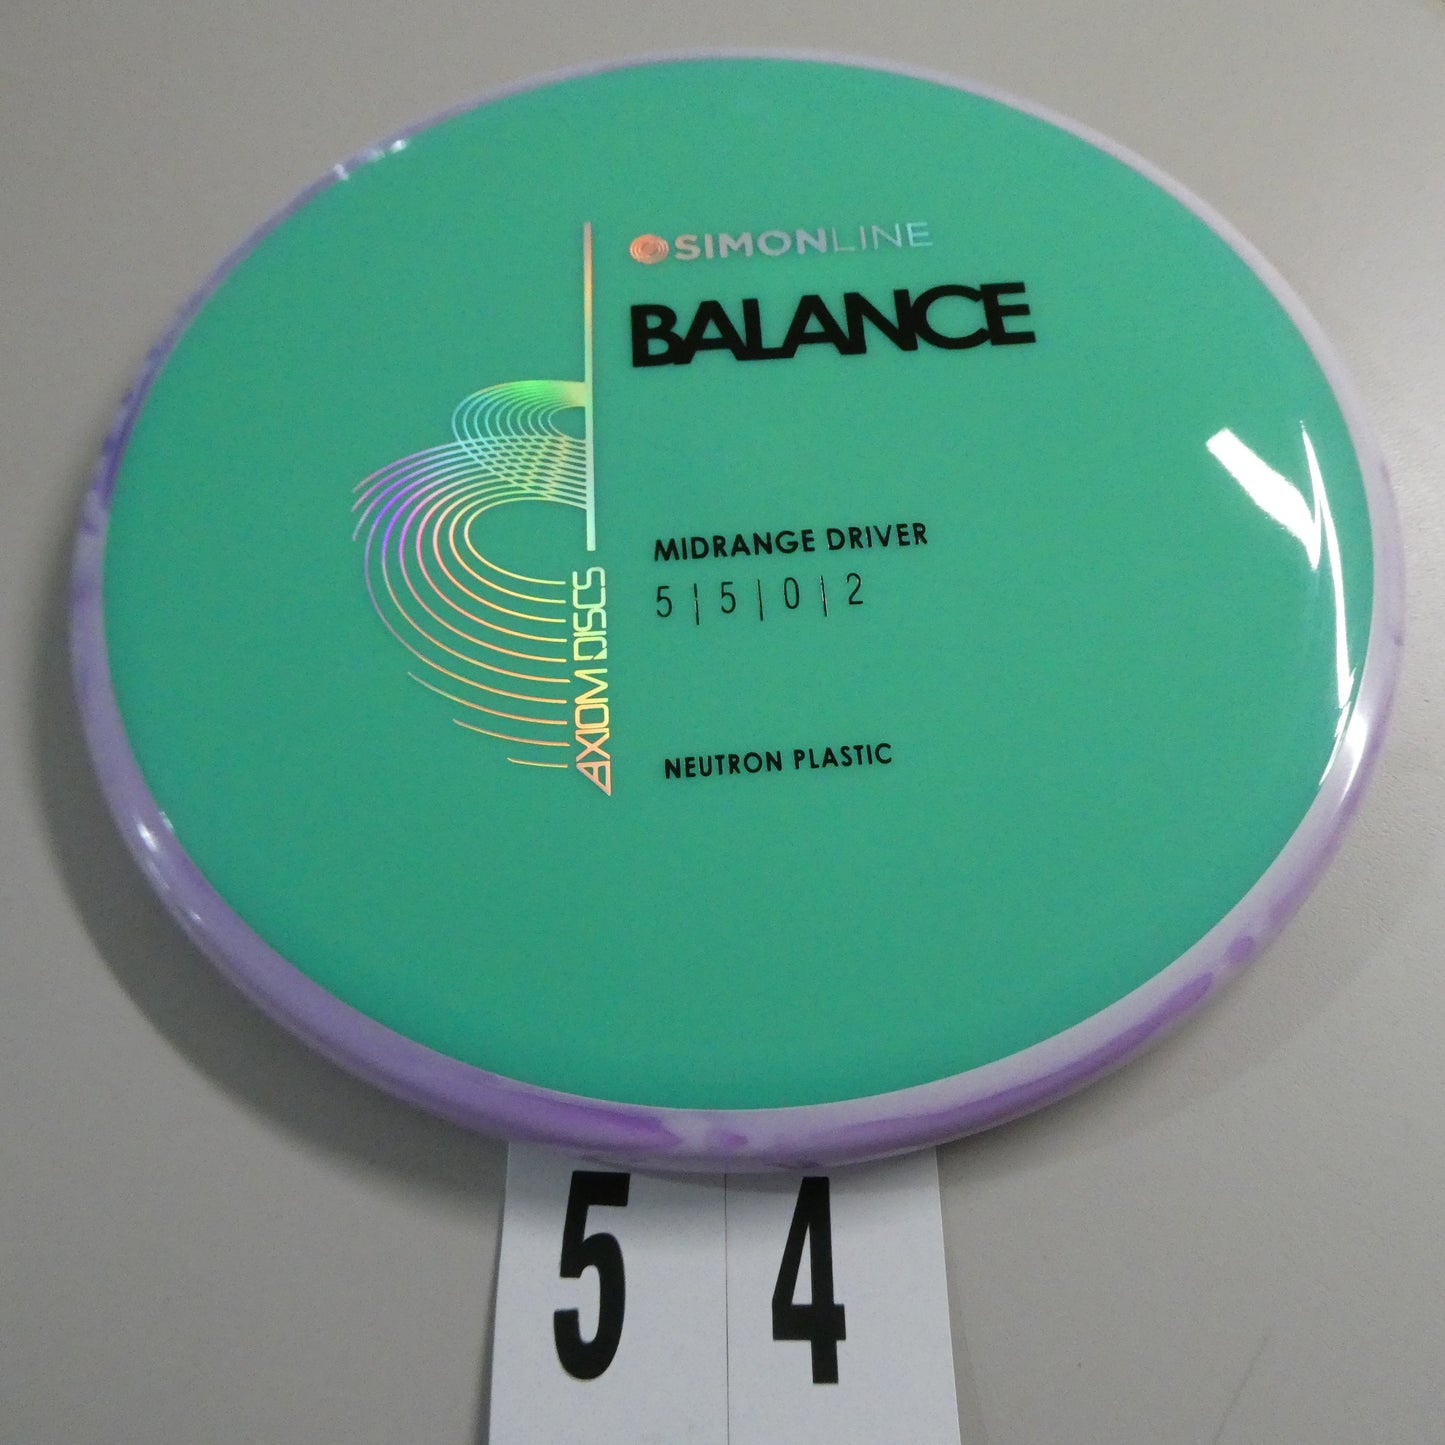 SIMONLINE
BALANCE
MIDRANGE DRIVER
5 | 5 | 0 | 2
AXIOM DISCS
NEUTRON PLASTIC
5 4